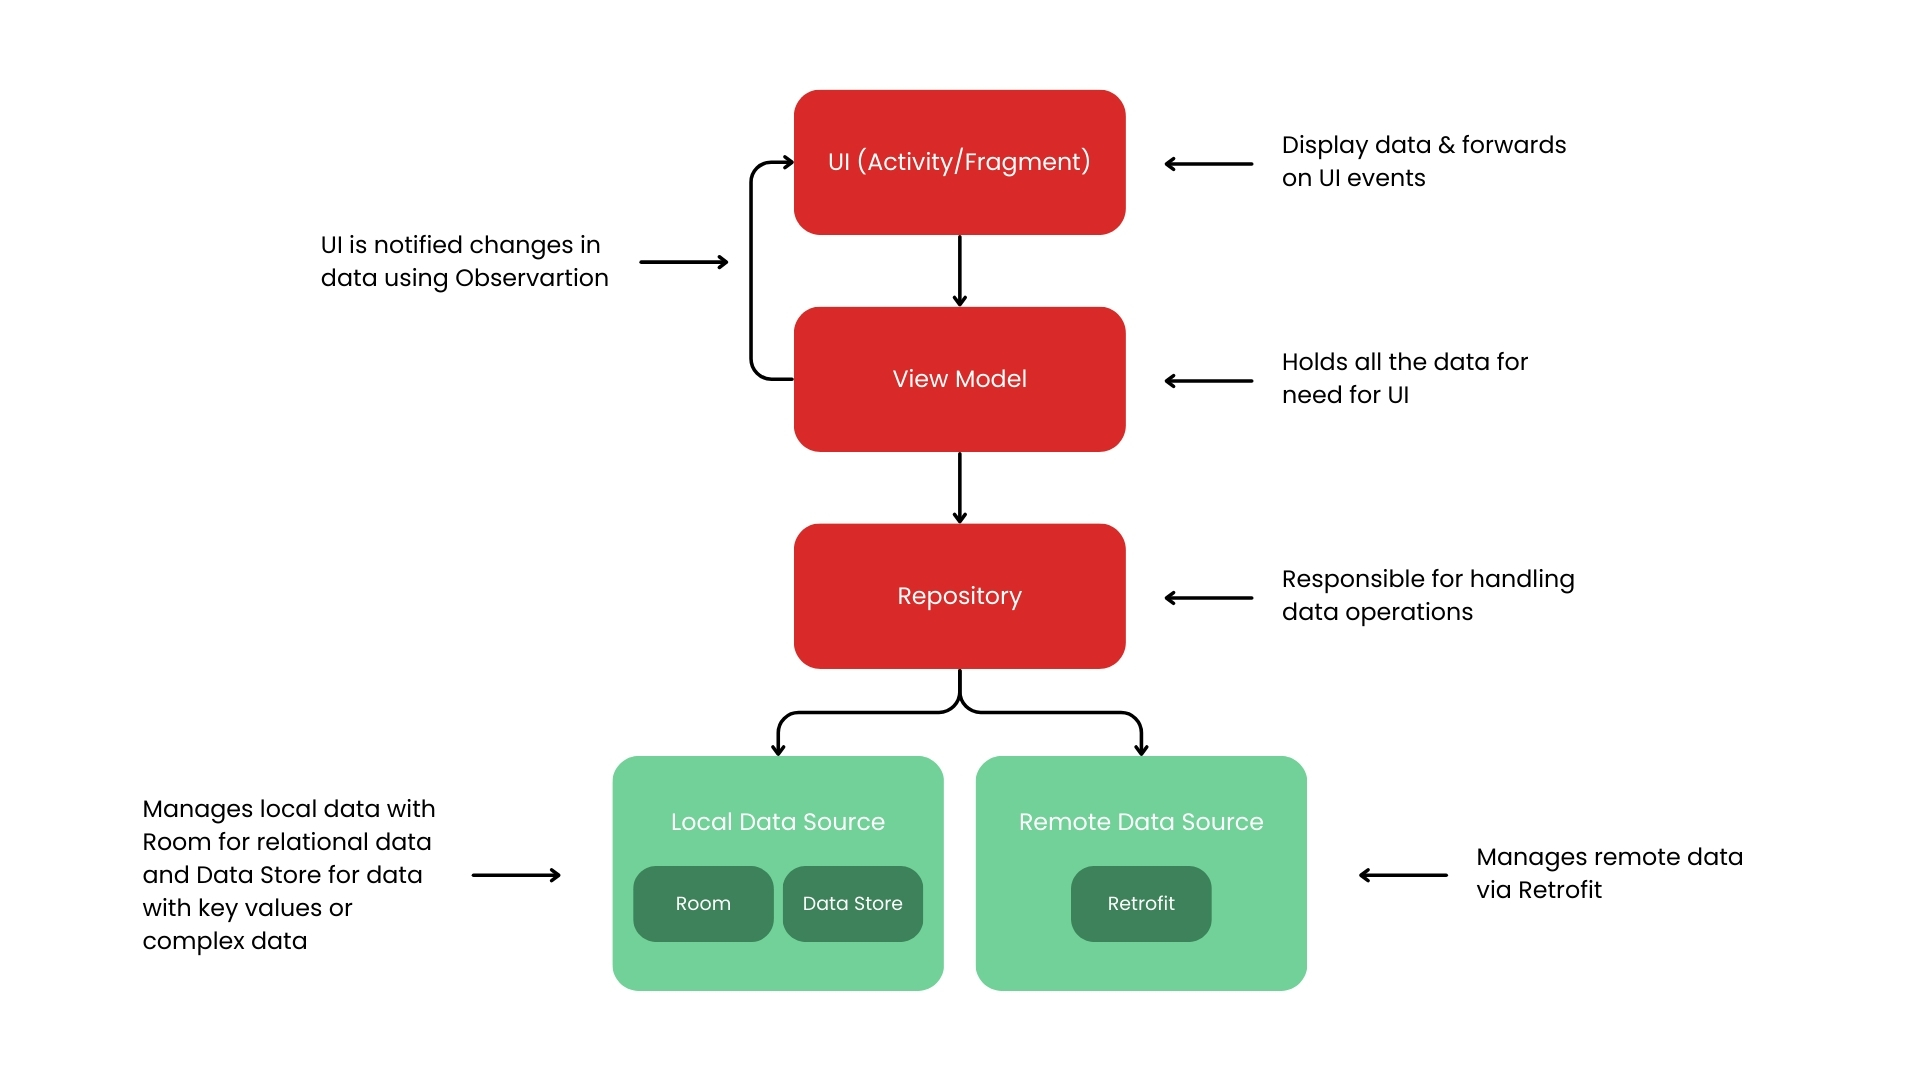 UI (Activity/Fragment)
Display data & forwards
on UI events
UI is notified changes in
data using Observartion
View Model
Holds all the data for
need for UI
Repository
Responsible for handling
data operations
Local Data Source
Room
Data Store
Manages local data with
Room for relational data
and Data Store for data
with key values or
complex data
Remote Data Source
Retrofit
Manages remote data
via Retrofit